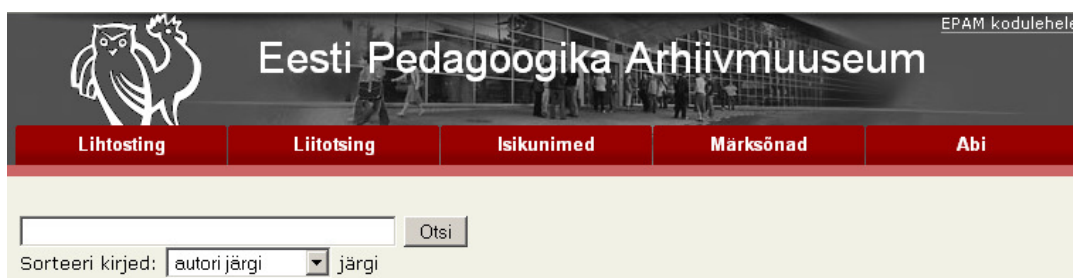 EPAM kodulehele
Eesti Pedagoogika Arhiivmuuseum
Lihtosting Liitotsing Isikunimed Märksõnad Abi
Otsi
Sorteeri kirjed: autori järgi järgi